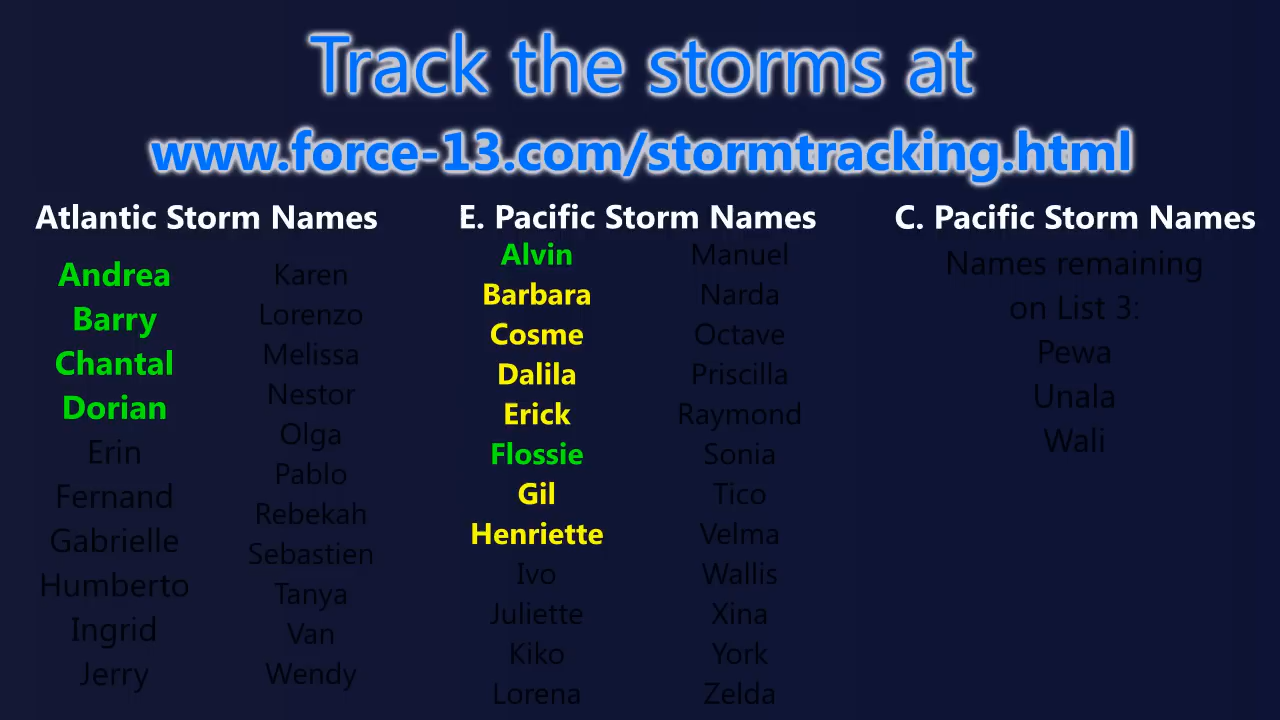 Track the storms at
www.force-13.com/stormtracking.html
Atlantic Storm Names
Andrea
Barry
Chantal
Dorian
Erin
Fernand
Gabrielle
Humberto
Ingrid
Jerry
Karen
Lorenzo
Melissa
Nestor
Olga
Pablo
Rebekah
Sebastien
Tanya
Van
Wendy
E. Pacific Storm Names
Alvin
Barbara
Cosme
Dalila
Erick
Flossie
Gil
Henriette
Ivo
Juliette
Kiko
Lorena
Manuel
Narda
Octave
Priscilla
Raymond
Sonia
Tico
Velma
Wallis
Xina
York
Zelda
C. Pacific Storm Names
Names remaining
on List 3:
Pewa
Unala
Wali